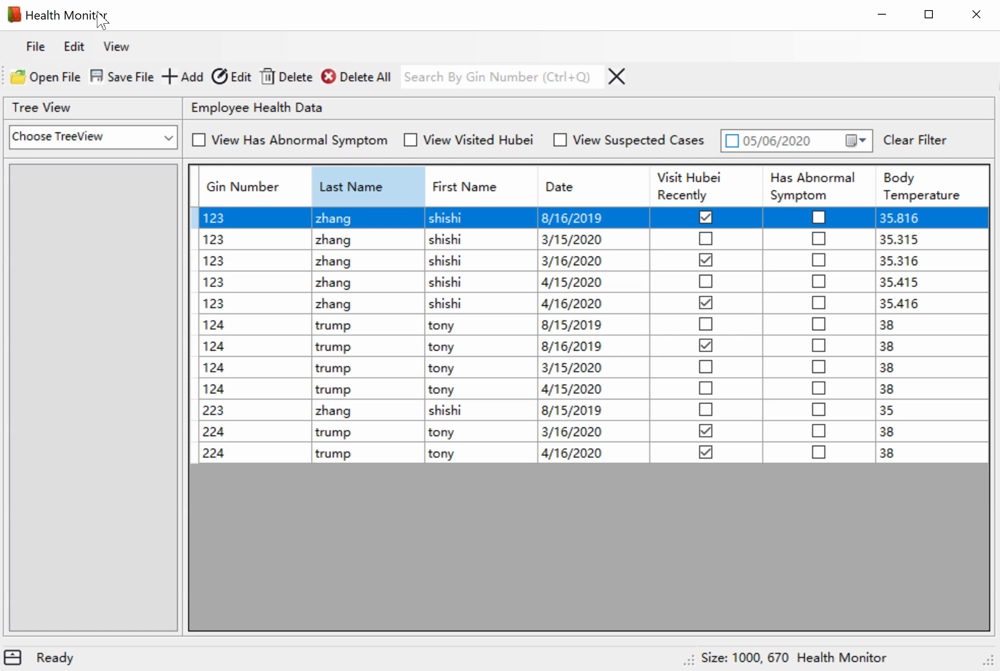 Health Monitor
File Edit View
Open File Save File Add Edit Delete Delete All Search By Gin Number (Ctrl+Q)
Tree View Employee Health Data
Choose TreeView View Has Abnormal Symptom View Visited Hubei View Suspected Cases 05/06/2020 Clear Filter
Gin Number Last Name First Name Date Visit Hubei Recently Has Abnormal Symptom Body Temperature
123 zhang shishi 8/16/2019 35.816
123 zhang shishi 3/15/2020 35.315
123 zhang shishi 3/16/2020 35.316
123 zhang shishi 4/15/2020 35.415
123 zhang shishi 4/16/2020 35.416
124 trump tony 8/15/2019 38
124 trump tony 8/16/2019 38
124 trump tony 3/15/2020 38
124 trump tony 4/15/2020 38
223 zhang shishi 8/15/2019 35
224 trump tony 3/16/2020 38
224 trump tony 4/16/2020 38
Ready Size: 1000, 670 Health Monitor